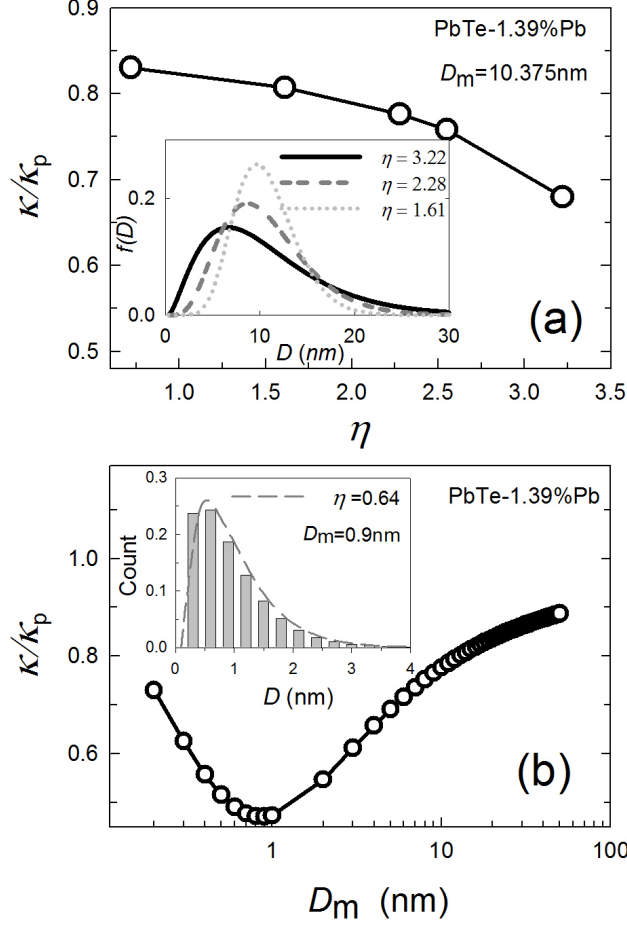 0.9
0.8
0.7
0.6
0.5
κ/κp
PbTe-1.39%Pb
Dm=10.375nm
η = 3.22
η = 2.28
η = 1.61
0.2
0.0
f(D)
0 10 20 30
D (nm)
(a)
1.0 1.5 2.0 2.5 3.0 3.5
η
1.0
0.8
0.6
κ/κp
0.3
0.2
0.1
0.0
Count
η=0.64
Dm=0.9nm
0 1 2 3 4
D (nm)
PbTe-1.39%Pb
(b)
1 10 100
Dm (nm)